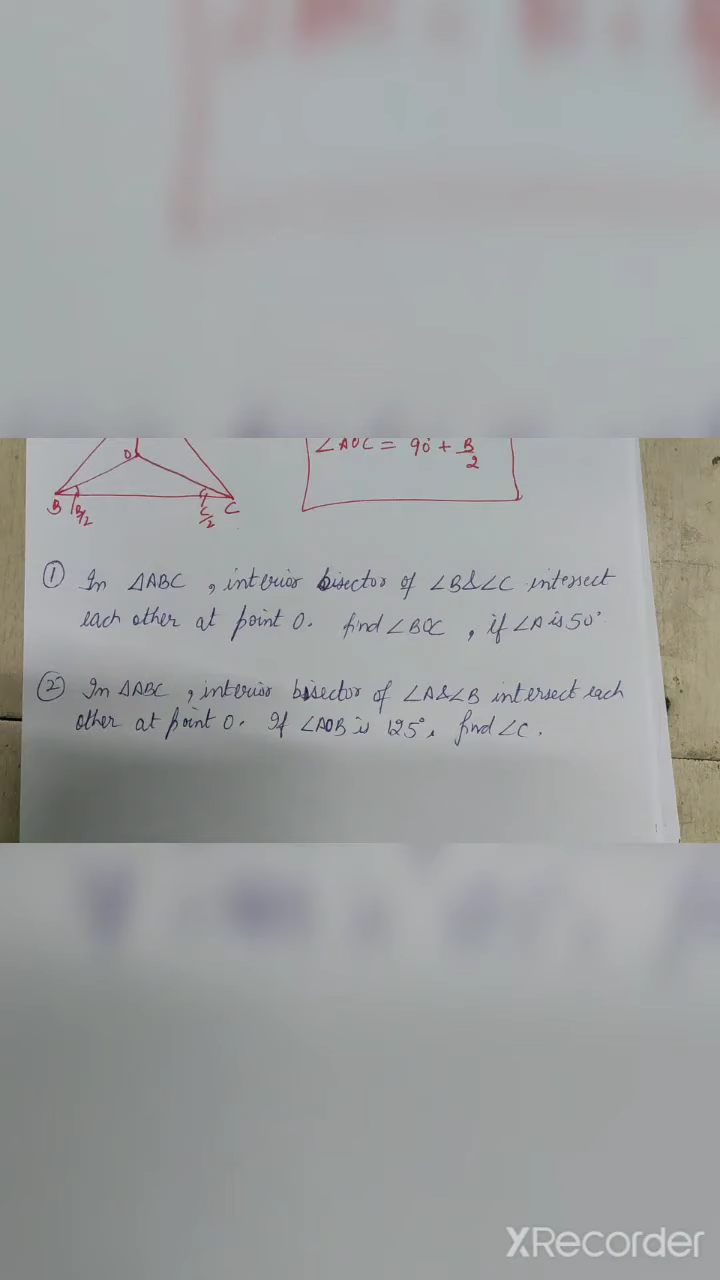 ∠AOC = 90° + B/2
O
B B/2 C/2 C
① In △ABC, interior bisector of ∠B&∠C intersect
each other at point O. find ∠BOC, if ∠A is 50°
② In △ABC, interior bisector of ∠A&∠B intersect each
other at point O. If ∠AOB is 125°, find ∠C.
XRecorder